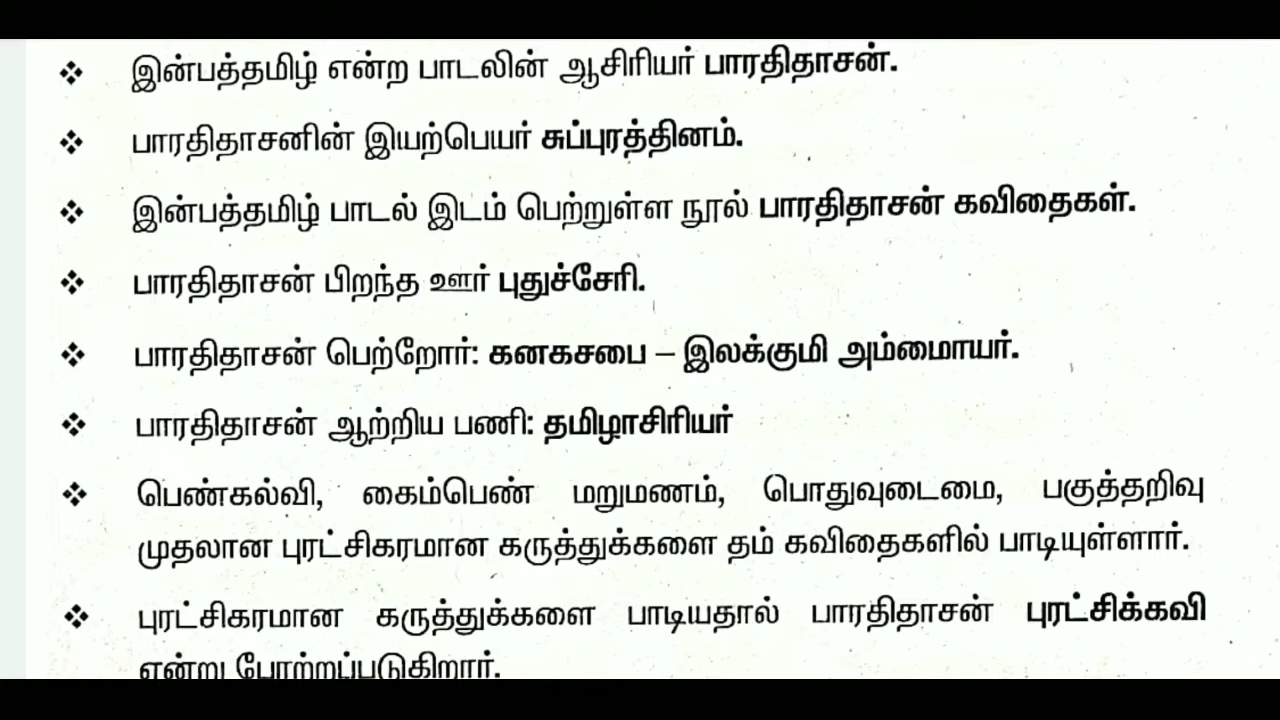 ❖ இன்பத்தமிழ் என்ற பாடலின் ஆசிரியர் பாரதிதாசன்.
❖ பாரதிதாசனின் இயற்பெயர் சுப்புரத்தினம்.
❖ இன்பத்தமிழ் பாடல் இடம் பெற்றுள்ள நூல் பாரதிதாசன் கவிதைகள்.
❖ பாரதிதாசன் பிறந்த ஊர் புதுச்சேரி.
❖ பாரதிதாசன் பெற்றோர்: கனகசபை – இலக்குமி அம்மைாயர்.
❖ பாரதிதாசன் ஆற்றிய பணி: தமிழாசிரியர்
❖ பெண்கல்வி, கைம்பெண் மறுமணம், பொதுவுடைமை, பகுத்தறிவு
முதலான புரட்சிகரமான கருத்துக்களை தம் கவிதைகளில் பாடியுள்ளார்.
❖ புரட்சிகரமான கருத்துக்களை பாடியதால் பாரதிதாசன் புரட்சிக்கவி
என்று போற்றப்படுகிறார்.